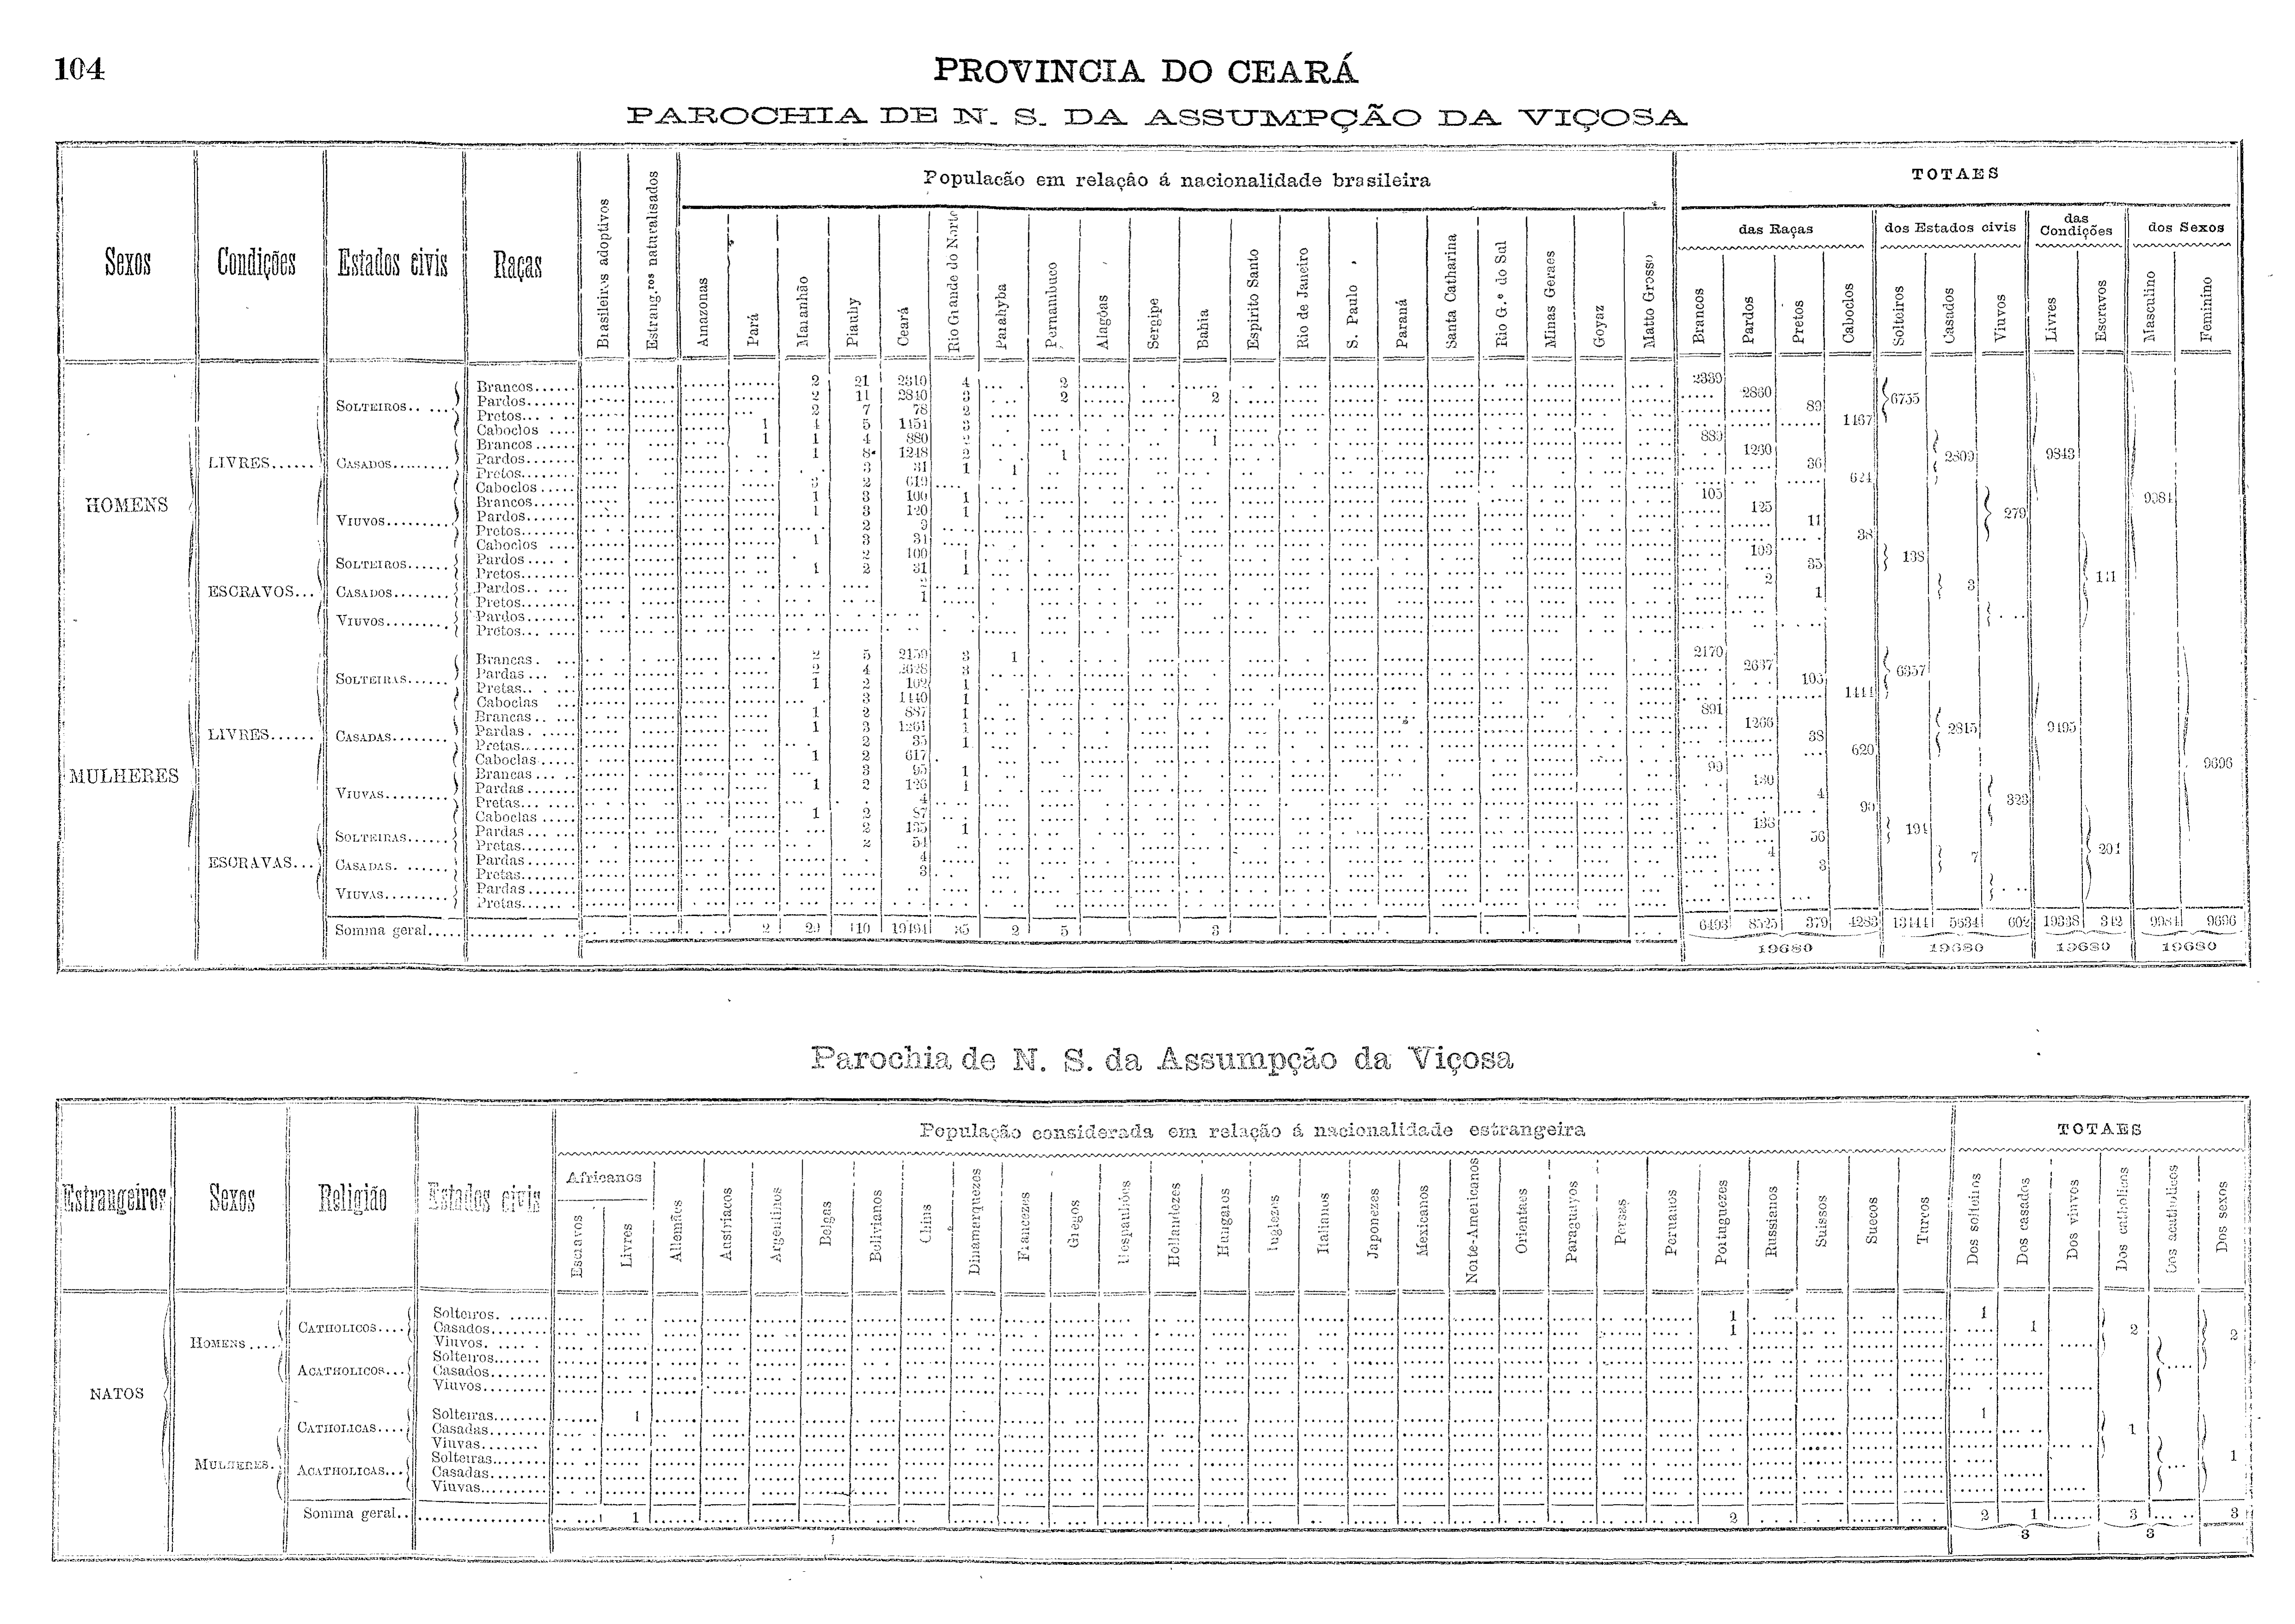 104
PROVINCIA DO CEARÁ
PAROCHIA DE N. S. DA ASSUMPÇÃO DA VIÇOSA
Sexos Condições Estados civis Raças Brasileiros adoptivos Estrang.ros naturalisados
População em relação á nacionalidade brasileira
Amazonas Pará Maranhão Piauhy Ceará Rio Grande do Norte Parahyba Pernambuco Alagôas Sergipe Bahia Espirito Santo Rio de Janeiro S. Paulo Paraná Santa Catharina Rio G.e do Sul Minas Geraes Goyaz Matto Grosso
TOTAES
das Raças dos Estados civis das Condições dos Sexos
Brancos Pardos Pretos Caboclos Solteiros Casados Viuvos Livres Escravos Masculino Feminino
HOMENS
LIVRES
SOLTEIROS 6755
Brancos 2 21 2310 4 2 2339
Pardos 2 11 2840 3 2 2 2860
Pretos 2 7 78 2 89
Caboclos 1 4 5 1454 3 1467
CASADOS 2809 9843
Brancos 1 1 4 880 2 1 889
Pardos 1 8 1248 2 1 1260
Pretos 3 31 1 1 36
Caboclos 3 2 619 624
VIUVOS 279 9984
Brancos 1 3 100 1 105
Pardos 1 3 120 1 125
Pretos 2 9 11
Caboclos 1 3 34 38
ESCRAVOS 141
SOLTEIROS 138
Pardos 2 100 1 103
Pretos 1 2 31 1 35
CASADOS 3
Pardos 2 2
Pretos 1 1
VIUVOS
Pardos
Pretos
MULHERES
LIVRES
SOLTEIRAS 6357
Brancas 2 5 2159 3 1 2170
Pardas 2 4 2628 3 2637
Pretas 1 2 102 1 106
Caboclas 3 1440 1 1444
CASADAS 2815 9495
Brancas 1 2 887 1 891
Pardas 1 3 1261 1 1266
Pretas 2 35 1 38
Caboclas 1 2 617 620
VIUVAS 323 9696
Brancas 3 95 1 99
Pardas 1 2 126 1 130
Pretas 4 4
Caboclas 1 2 87 90
ESCRAVAS 201
SOLTEIRAS 194
Pardas 2 135 1 138
Pretas 2 54 56
CASADAS 7
Pardas 4 4
Pretas 3 3
VIUVAS
Pardas
Pretas
Somma geral 2 29 110 19494 35 2 5 3 6493 8525 379 4283 13444 5634 602 19338 342 9984 9696
19680 19680 19680 19680
Parochia de N. S. da Assumpção da Viçosa
Estrangeiros Sexos Religião Estados civis
População considerada em relação á nacionalidade estrangeira
TOTAES
Africanos
Escravos Livres Allemães Austriacos Argentinos Belgas Bolivianos Chins Dinamarquezes Francezes Gregos Hespanhóes Hollandezes Hungaros Inglezes Italianos Japonezes Mexicanos Norte-Americanos Orientaes Paraguayos Persas Peruanos Portuguezes Russianos Suissos Suecos Turcos Dos solteiros Dos casados Dos viuvos Dos catholicos Dos acatholicos Dos sexos
NATOS
HOMENS 2
CATHOLICOS 2
Solteiros 1 1
Casados 1 1
Viuvos
ACATHOLICOS
Solteiros
Casados
Viuvos
MULHERES 1
CATHOLICAS 1
Solteiras 1 1
Casadas
Viuvas
ACATHOLICAS
Solteiras
Casadas
Viuvas
Somma geral 1 2 2 1 3 3
3 3